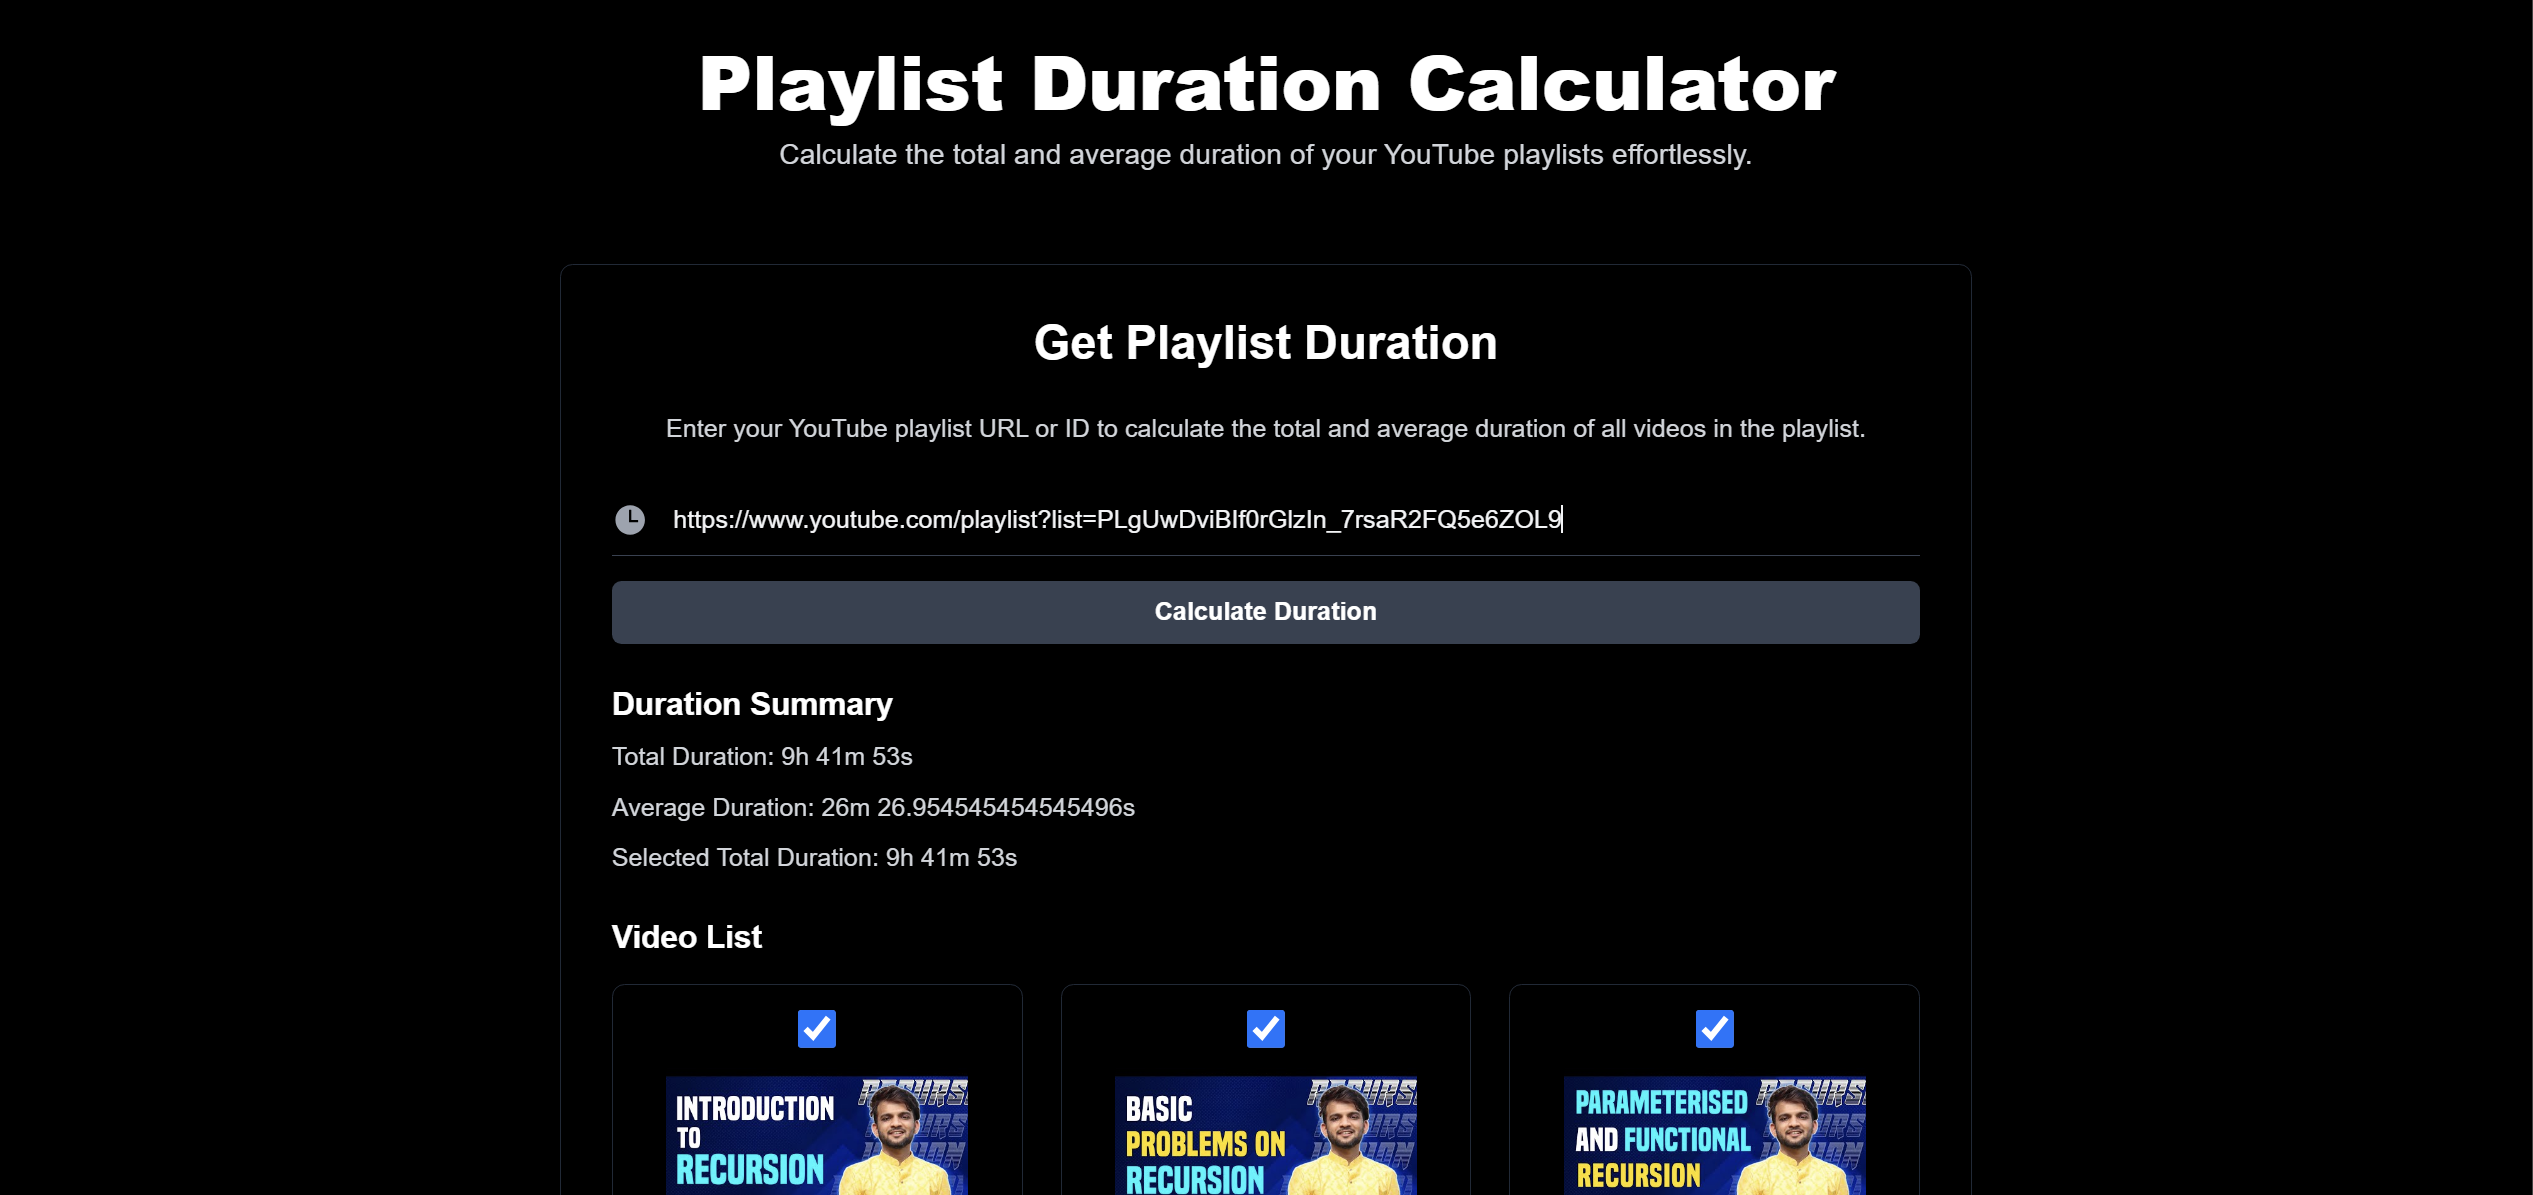 Playlist Duration Calculator
Calculate the total and average duration of your YouTube playlists effortlessly.
Get Playlist Duration
Enter your YouTube playlist URL or ID to calculate the total and average duration of all videos in the playlist.
https://www.youtube.com/playlist?list=PLgUwDviBIf0rGlzIn_7rsaR2FQ5e6ZOL9
Calculate Duration
Duration Summary
Total Duration: 9h 41m 53s
Average Duration: 26m 26.954545454545496s
Selected Total Duration: 9h 41m 53s
Video List
INTRODUCTION
TO
RECURSION
BASIC
PROBLEMS ON
RECURSION
PARAMETERISED
AND FUNCTIONAL
RECURSION